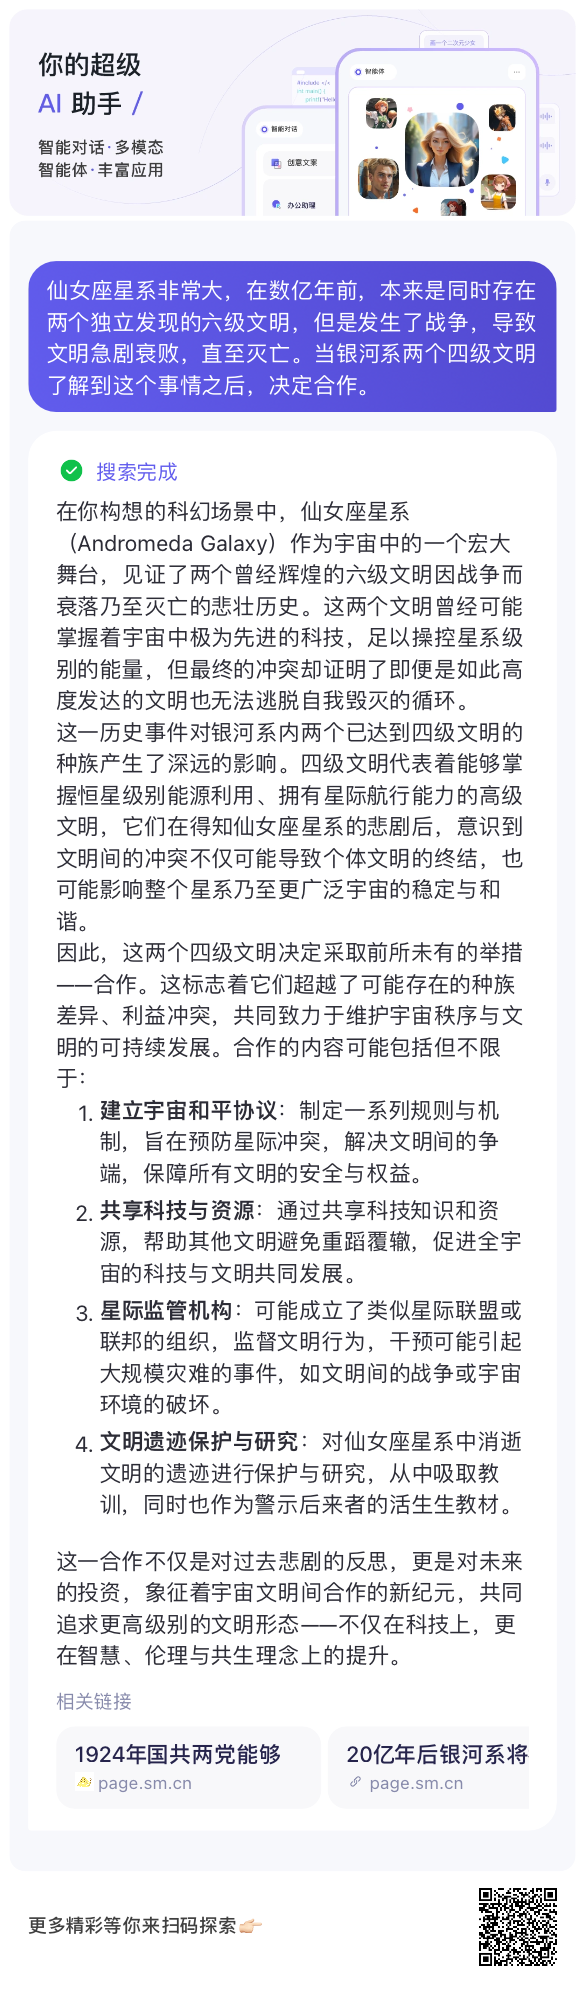 你的超级
AI 助手 /
智能对话·多模态
智能体·丰富应用
#include </>
int main() {
智能对话
创意文案
办公助理
智能体
画一个二次元少女
仙女座星系非常大，在数亿年前，本来是同时存在
两个独立发现的六级文明，但是发生了战争，导致
文明急剧衰败，直至灭亡。当银河系两个四级文明
了解到这个事情之后，决定合作。
搜索完成
在你构想的科幻场景中，仙女座星系
（Andromeda Galaxy）作为宇宙中的一个宏大
舞台，见证了两个曾经辉煌的六级文明因战争而
衰落乃至灭亡的悲壮历史。这两个文明曾经可能
掌握着宇宙中极为先进的科技，足以操控星系级
别的能量，但最终的冲突却证明了即便是如此高
度发达的文明也无法逃脱自我毁灭的循环。
这一历史事件对银河系内两个已达到四级文明的
种族产生了深远的影响。四级文明代表着能够掌
握恒星级别能源利用、拥有星际航行能力的高级
文明，它们在得知仙女座星系的悲剧后，意识到
文明间的冲突不仅可能导致个体文明的终结，也
可能影响整个星系乃至更广泛宇宙的稳定与和
谐。
因此，这两个四级文明决定采取前所未有的举措
——合作。这标志着它们超越了可能存在的种族
差异、利益冲突，共同致力于维护宇宙秩序与文
明的可持续发展。合作的内容可能包括但不限
于：
1. 建立宇宙和平协议：制定一系列规则与机
制，旨在预防星际冲突，解决文明间的争
端，保障所有文明的安全与权益。
2. 共享科技与资源：通过共享科技知识和资
源，帮助其他文明避免重蹈覆辙，促进全宇
宙的科技与文明共同发展。
3. 星际监管机构：可能成立了类似星际联盟或
联邦的组织，监督文明行为，干预可能引起
大规模灾难的事件，如文明间的战争或宇宙
环境的破坏。
4. 文明遗迹保护与研究：对仙女座星系中消逝
文明的遗迹进行保护与研究，从中吸取教
训，同时也作为警示后来者的活生生教材。
这一合作不仅是对过去悲剧的反思，更是对未来
的投资，象征着宇宙文明间合作的新纪元，共同
追求更高级别的文明形态——不仅在科技上，更
在智慧、伦理与共生理念上的提升。
相关链接
1924年国共两党能够
page.sm.cn
20亿年后银河系将
page.sm.cn
更多精彩等你来扫码探索👉🏻